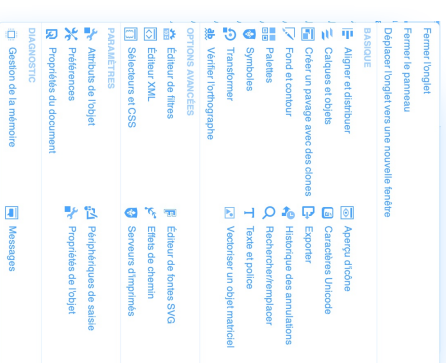 Fermer l'onglet
Fermer le panneau
Déplacer l'onglet vers une nouvelle fenêtre
BASIQUE
Aligner et distribuer
Aperçu d'icône
Calques et objets
Caractères Unicode
Créer un pavage avec des clones
Exporter
Fond et contour
Historique des annulations
Palettes
Rechercher/remplacer
Symboles
Texte et police
Transformer
Vectoriser un objet matriciel
Vérifier l'orthographe
OPTIONS AVANCÉES
Éditeur de filtres
Éditeur de fontes SVG
Éditeur XML
Effets de chemin
Sélecteurs et CSS
Serveurs d'imprimés
PARAMÈTRES
Attributs de l'objet
Périphériques de saisie
Préférences
Propriétés de l'objet
Propriétés du document
DIAGNOSTIC
Gestion de la mémoire
Messages